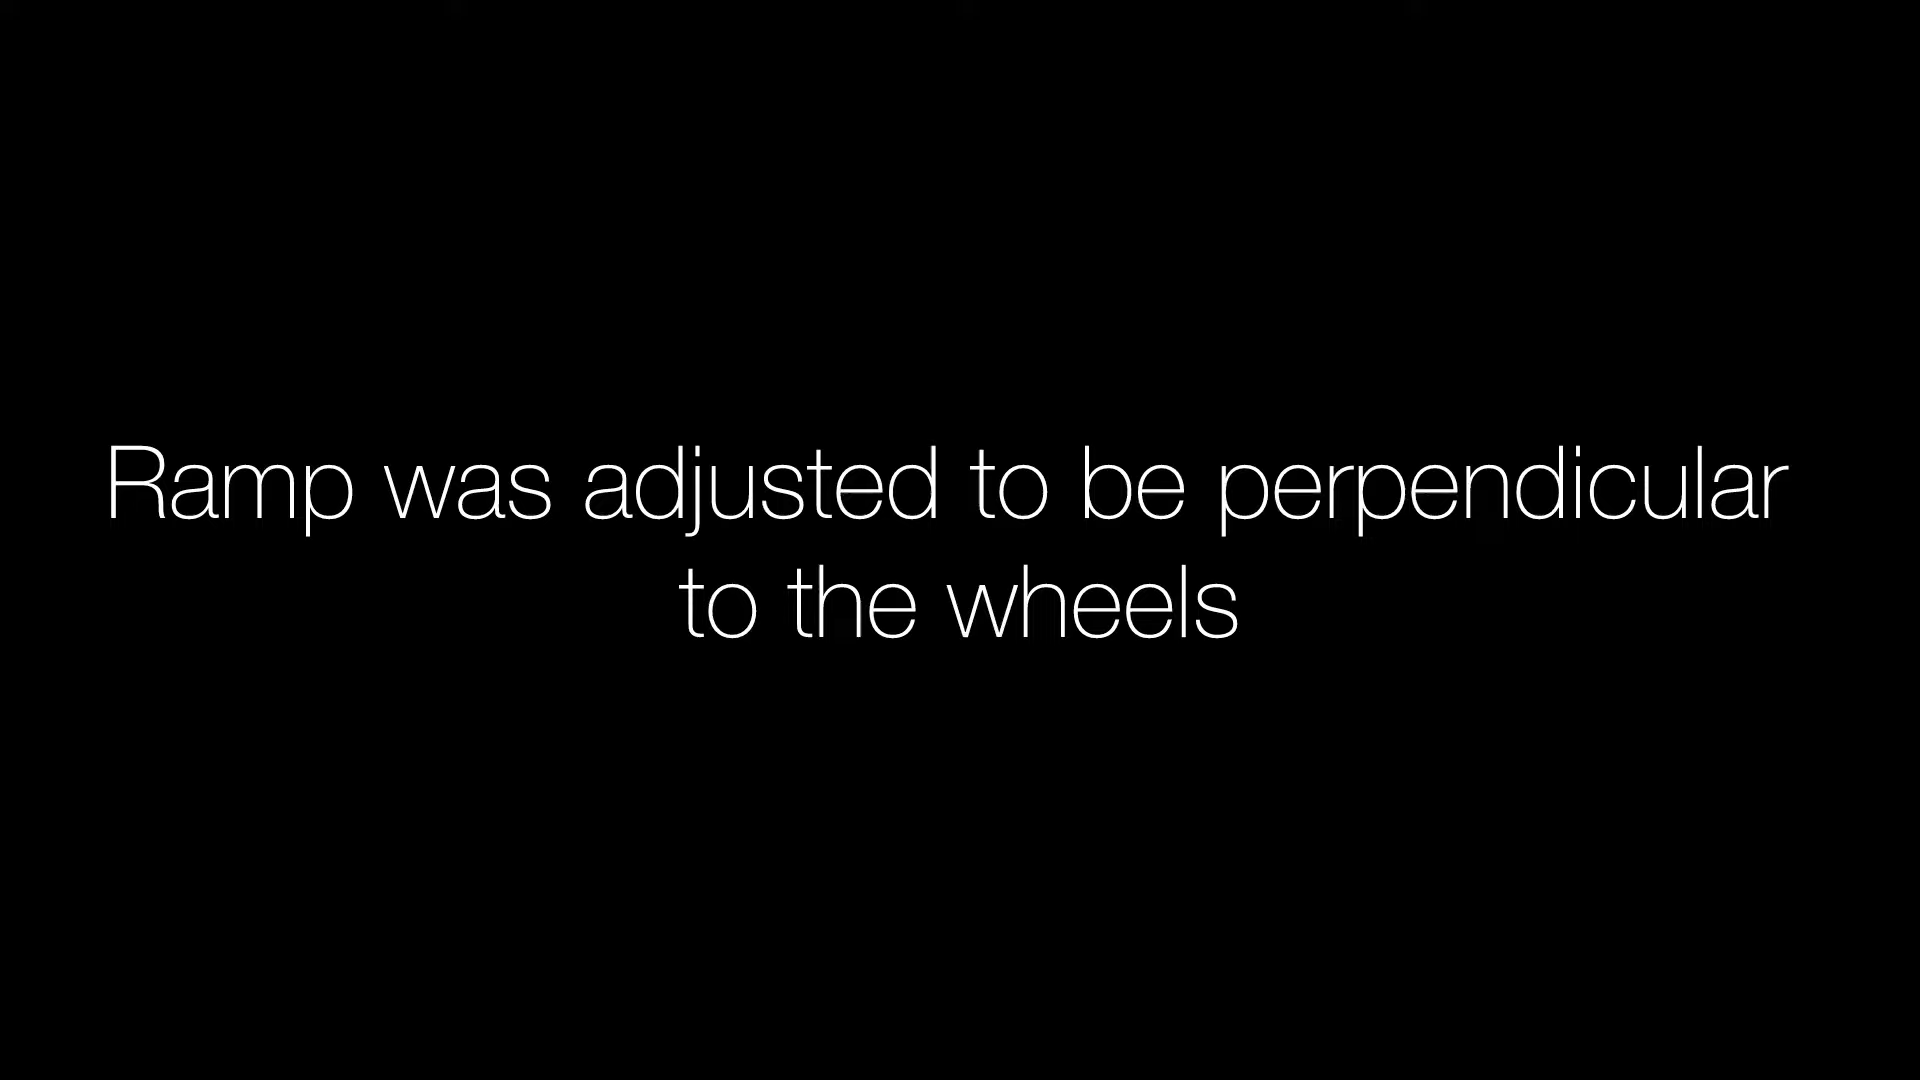 Ramp was adjusted to be perpendicular
to the wheels